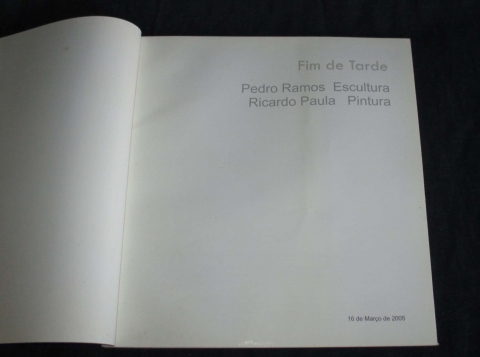 Fim de Tarde
Pedro Ramos Escultura
Ricardo Paula Pintura
16 de Março de 2005